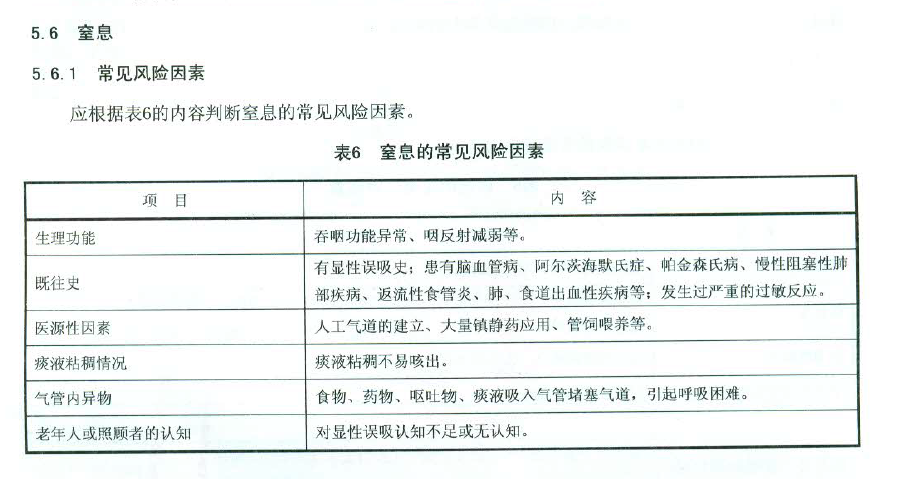 5.6 窒息
5.6.1 常见风险因素
应根据表6的内容判断窒息的常见风险因素。
表6 窒息的常见风险因素
项 目 内 容
生理功能 吞咽功能异常、咽反射减弱等。
既往史 有显性误吸史；患有脑血管病、阿尔茨海默氏症、帕金森氏病、慢性阻塞性肺
部疾病、返流性食管炎、肺、食道出血性疾病等；发生过严重的过敏反应。
医源性因素 人工气道的建立、大量镇静药应用、管饲喂养等。
痰液粘稠情况 痰液粘稠不易咳出。
气管内异物 食物、药物、呕吐物、痰液吸入气管堵塞气道，引起呼吸困难。
老年人或照顾者的认知 对显性误吸认知不足或无认知。